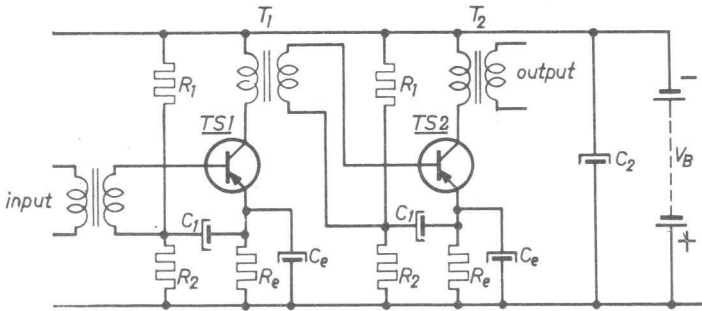 T1
T2
R1
R1
output
TS1
TS2
−
C2
VB
input
C1
C1
+
R2
Re
Ce
R2
Re
Ce